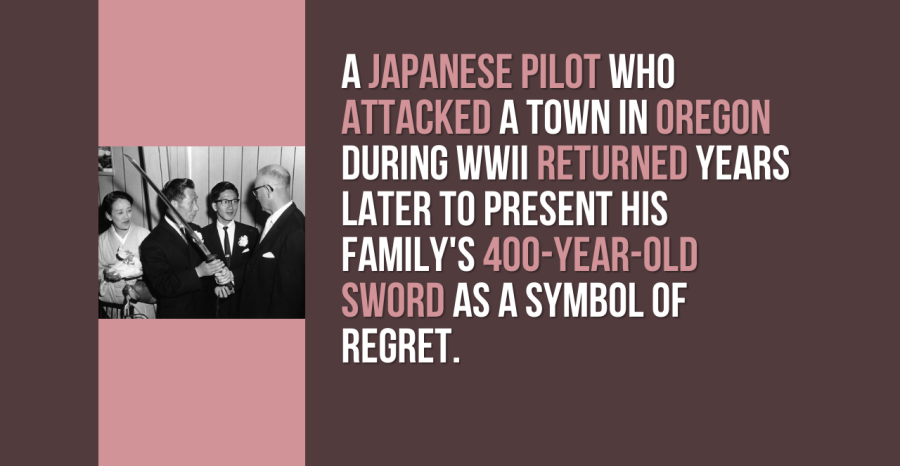 A JAPANESE PILOT WHO
ATTACKED A TOWN IN OREGON
DURING WWII RETURNED YEARS
LATER TO PRESENT HIS
FAMILY'S 400-YEAR-OLD
SWORD AS A SYMBOL OF
REGRET.